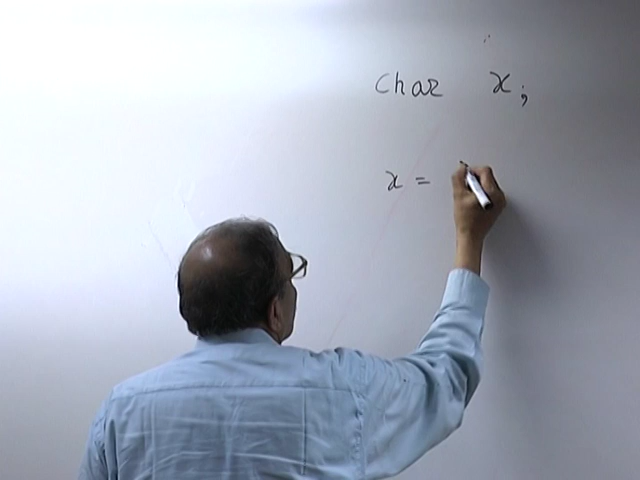 char x;
x =